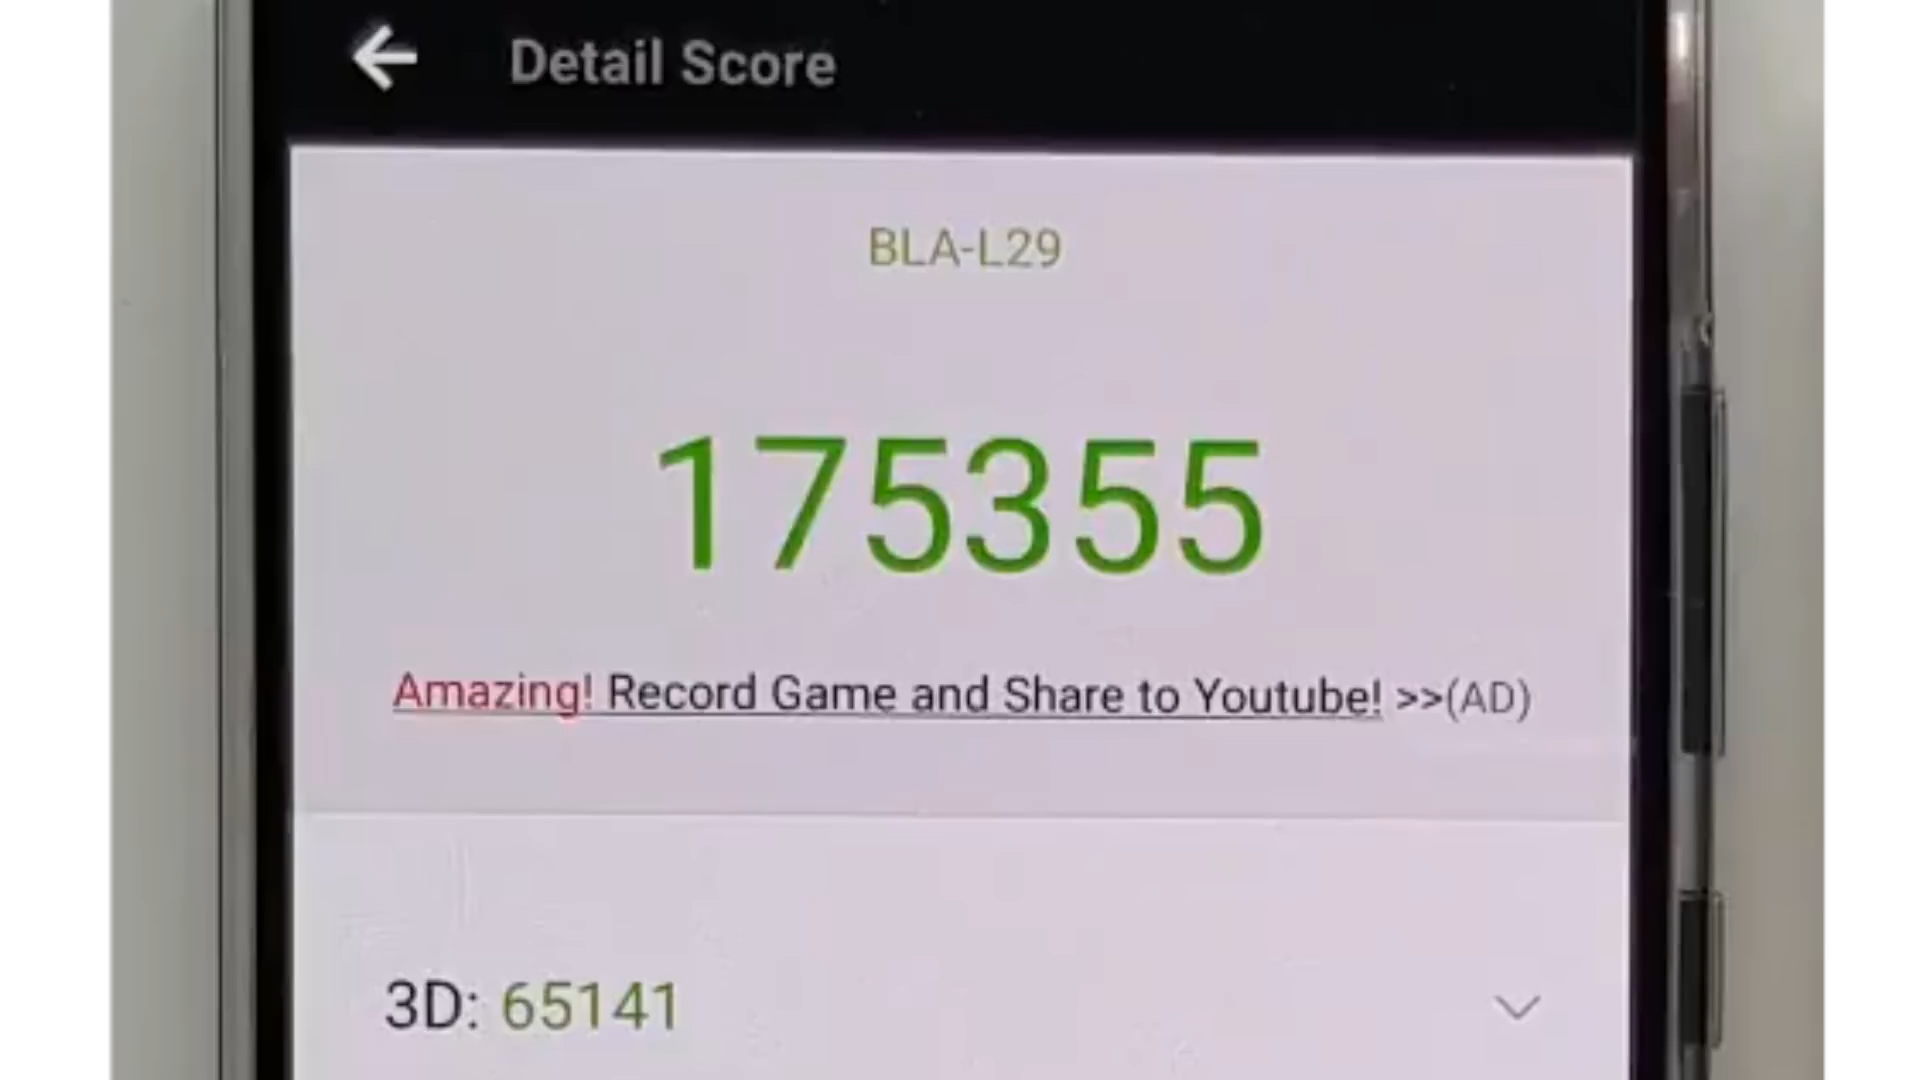 Detail Score
BLA-L29
175355
Amazing! Record Game and Share to Youtube! >>(AD)
3D: 65141